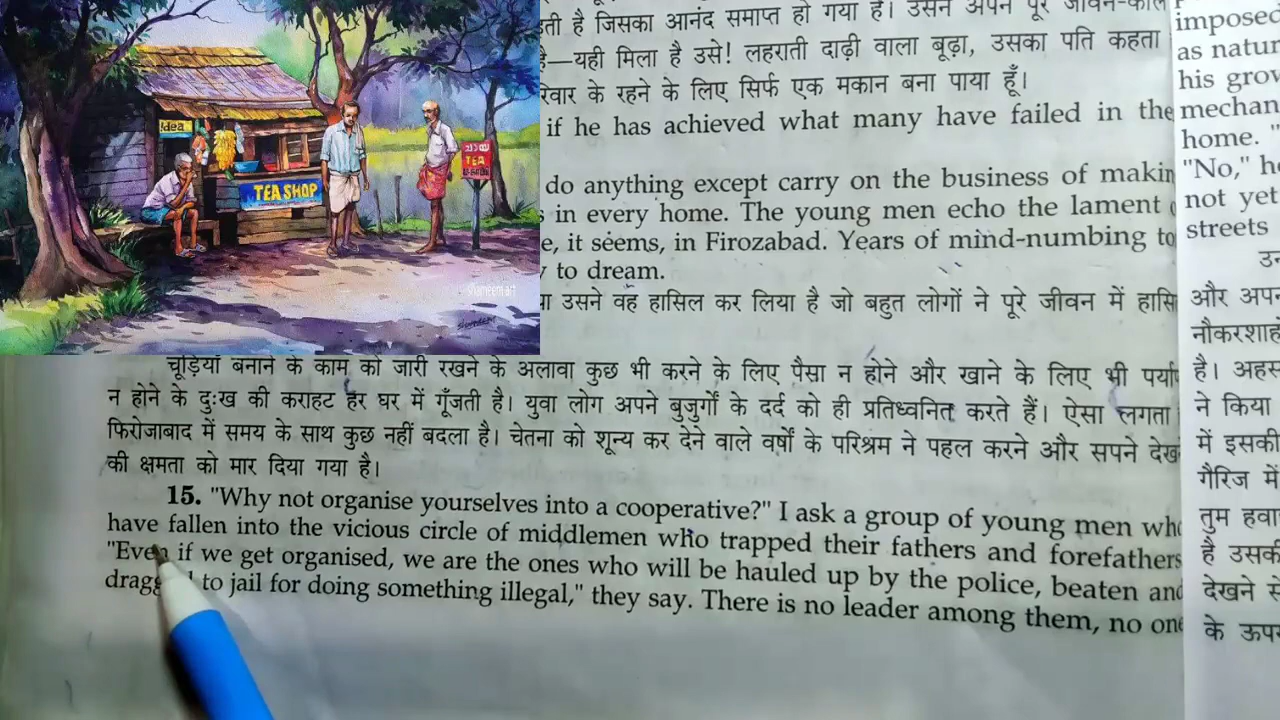 idea
TEA SHOP
ചായ
TEA
shameem art
ती है जिसका आनंद समाप्त हो गया है। उसने अपने पूरे जीवन-काल
है—यही मिला है उसे! लहराती दाढ़ी वाला बूढ़ा, उसका पति कहता
के रहने के लिए सिर्फ एक मकान बना पाया हूँ।
if he has achieved what many have failed in the
do anything except carry on the business of makin
in every home. The young men echo the lament
e, it seems, in Firozabad. Years of mind-numbing to
to dream.
उसने वह हासिल कर लिया है जो बहुत लोगों ने पूरे जीवन में हासि
चूड़ियाँ बनाने के काम को जारी रखने के अलावा कुछ भी करने के लिए पैसा न होने और खाने के लिए भी पर्या
न होने के दुःख की कराहट हर घर में गूँजती है। युवा लोग अपने बुजुर्गों के दर्द को ही प्रतिध्वनित करते हैं। ऐसा लगता
फिरोजाबाद में समय के साथ कुछ नहीं बदला है। चेतना को शून्य कर देने वाले वर्षों के परिश्रम ने पहल करने और सपने देख
की क्षमता को मार दिया गया है।
15. "Why not organise yourselves into a cooperative?" I ask a group of young men wh
have fallen into the vicious circle of middlemen who trapped their fathers and forefathers
"Even if we get organised, we are the ones who will be hauled up by the police, beaten and
dragg to jail for doing something illegal," they say. There is no leader among them, no one
imposed
as natur
his grow
mechan
home. "
"No," he
not yet
streets
और अपन
नौकरशाह
है। अहस
ने किया
में इसकी
गैरिज में
तुम हवा
है उसकी
देखने से
के ऊपर